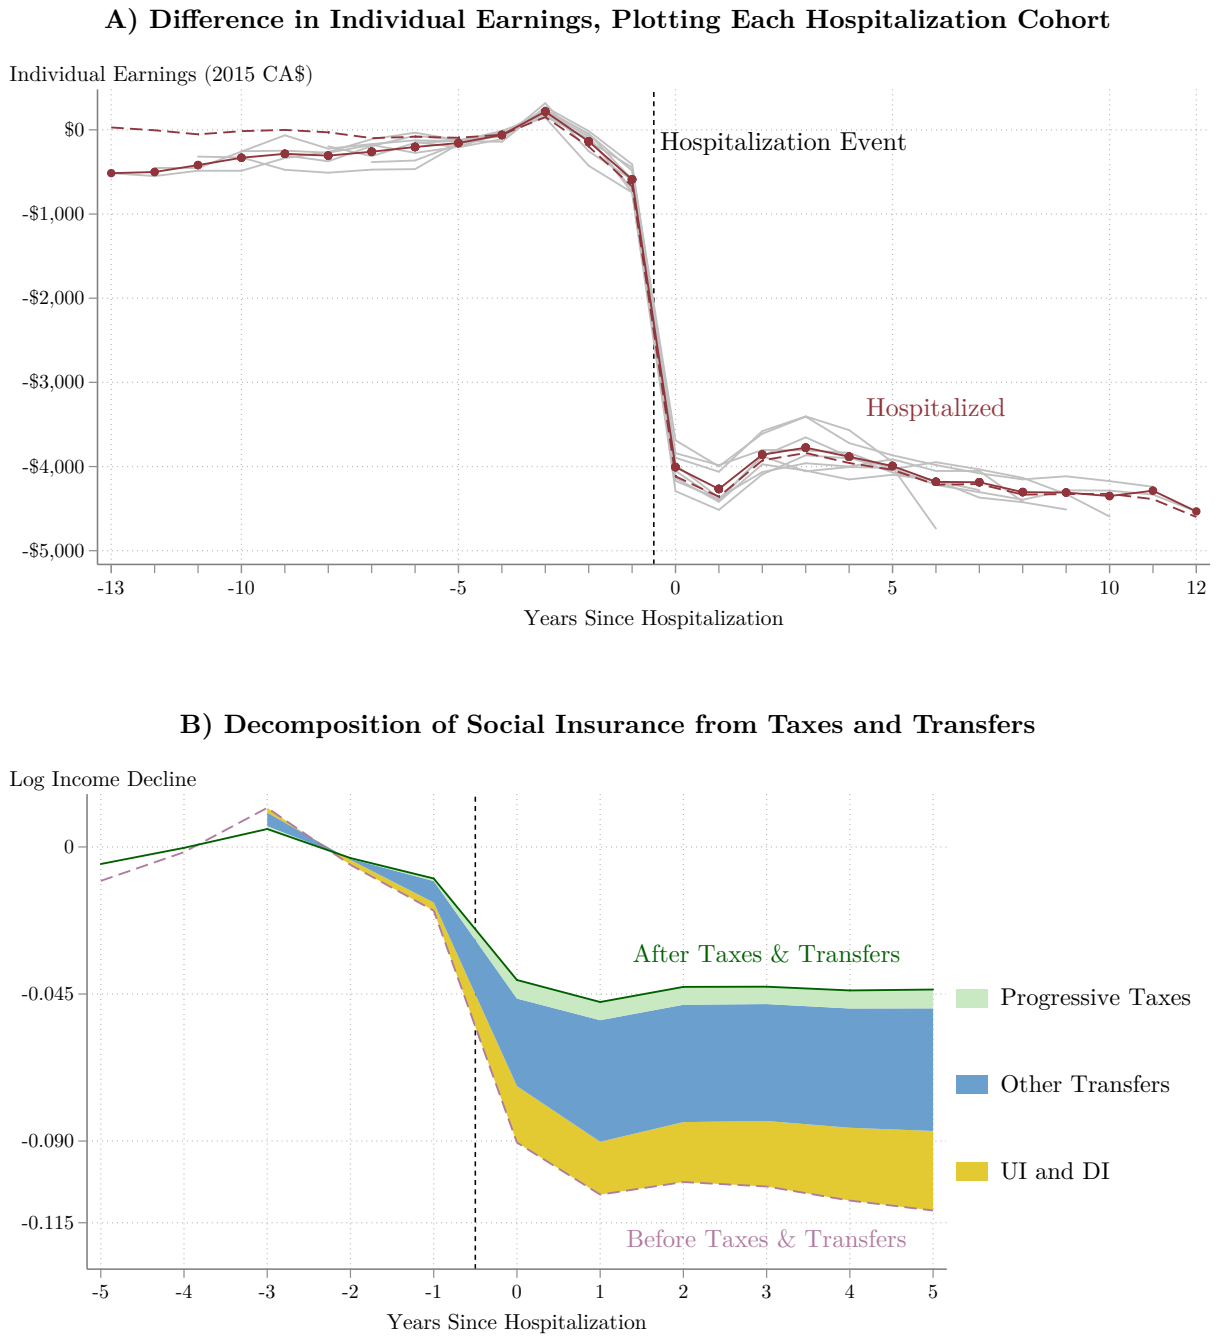 A) Difference in Individual Earnings, Plotting Each Hospitalization Cohort
Individual Earnings (2015 CA$)
$0
Hospitalization Event
-$1,000
-$2,000
-$3,000
Hospitalized
-$4,000
-$5,000
-13 -10 -5 0 5 10 12
Years Since Hospitalization
B) Decomposition of Social Insurance from Taxes and Transfers
Log Income Decline
0
After Taxes & Transfers
-0.045
Progressive Taxes
Other Transfers
-0.090
UI and DI
-0.115
Before Taxes & Transfers
-5 -4 -3 -2 -1 0 1 2 3 4 5
Years Since Hospitalization